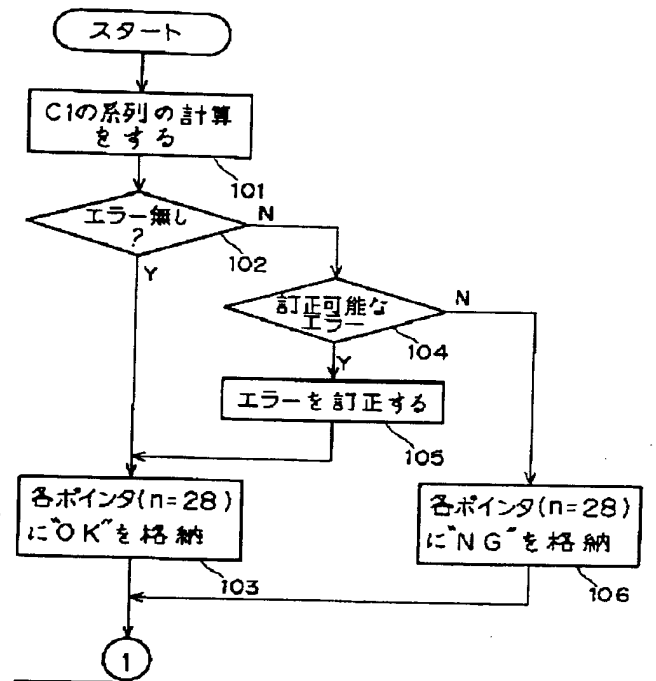 スタート
C1の系列の計算
をする
101
エラー無し
?
N
102
Y
訂正可能な
エラー
N
104
Y
エラーを訂正する
105
各ポインタ(n=28)
に"OK"を格納
103
各ポインタ(n=28)
に"NG"を格納
106
1